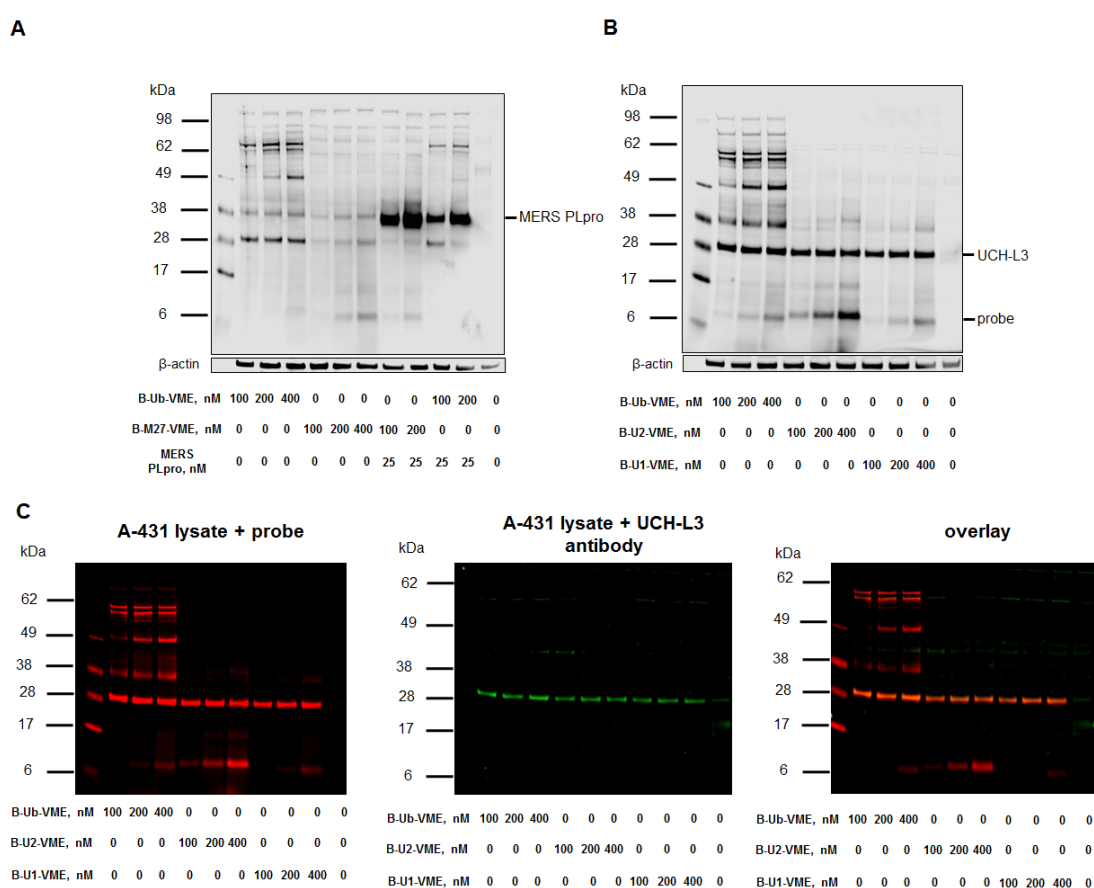 A
kDa
98
62
49
38
28
17
6
MERS PLpro
β-actin
B-Ub-VME, nM 100 200 400 0 0 0 0 0 100 200 0
B-M27-VME, nM 0 0 0 100 200 400 100 200 0 0 0
MERS
PLpro, nM 0 0 0 0 0 0 25 25 25 25 0
B
kDa
98
62
49
38
28
17
6
UCH-L3
probe
β-actin
B-Ub-VME, nM 100 200 400 0 0 0 0 0 0 0
B-U2-VME, nM 0 0 0 100 200 400 0 0 0 0
B-U1-VME, nM 0 0 0 0 0 0 100 200 400 0
C
A-431 lysate + probe
kDa
62
49
38
28
17
6
B-Ub-VME, nM 100 200 400 0 0 0 0 0 0 0
B-U2-VME, nM 0 0 0 100 200 400 0 0 0 0
B-U1-VME, nM 0 0 0 0 0 0 100 200 400 0
A-431 lysate + UCH-L3
antibody
kDa
62
49
38
28
17
6
B-Ub-VME, nM 100 200 400 0 0 0 0 0 0 0
B-U2-VME, nM 0 0 0 100 200 400 0 0 0 0
B-U1-VME, nM 0 0 0 0 0 0 100 200 400 0
overlay
kDa
62
49
38
28
17
6
B-Ub-VME, nM 100 200 400 0 0 0 0 0 0 0
B-U2-VME, nM 0 0 0 100 200 400 0 0 0 0
B-U1-VME, nM 0 0 0 0 0 0 100 200 400 0